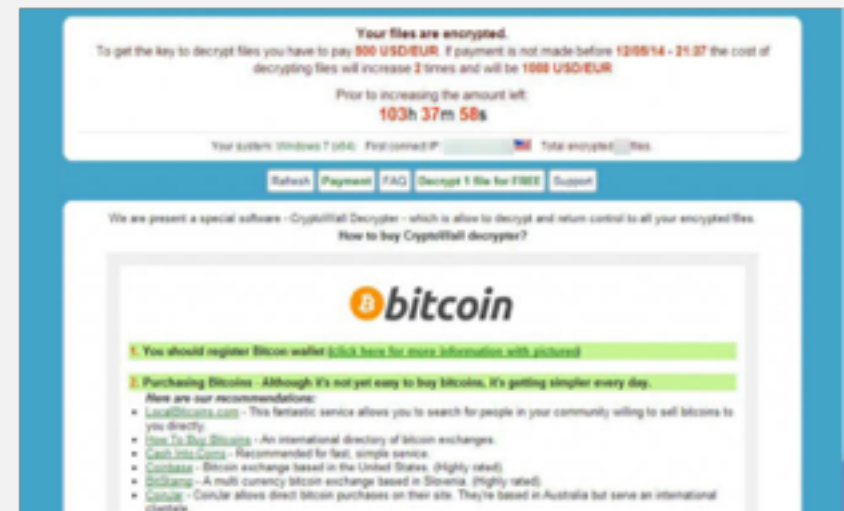 Your files are encrypted.
To get the key to decrypt files you have to pay 500 USD/EUR. If payment is not made before 12/05/14 - 21:37 the cost of
decrypting files will increase 2 times and will be 1000 USD/EUR
Prior to increasing the amount left:
103h 37m 58s
Your system: Windows 7 (x64) First connect IP: Total encrypted files.
Refresh Payment FAQ Decrypt 1 file for FREE Support
We are present a special software - CryptoWall Decrypter - which is allow to decrypt and return control to all your encrypted files.
How to buy CryptoWall decrypter?
bitcoin
1. You should register Bitcon wallet (click here for more information with pictures)
2. Purchasing Bitcoins - Although it's not yet easy to buy bitcoins, it's getting simpler every day.
Here are our recommendations:
• LocalBitcoins.com - This fantastic service allows you to search for people in your community willing to sell bitcoins to
you directly.
• How To Buy Bitcoins - An international directory of bitcoin exchanges.
• Cash Into Coins - Recommended for fast, simple service.
• Coinbase - Bitcoin exchange based in the United States. (Highly rated).
• BitStamp - A multi currency bitcoin exchange based in Slovenia. (Highly rated).
• CoinJar - CoinJar allows direct bitcoin purchases on their site. They're based in Australia but serve an international
clientele.